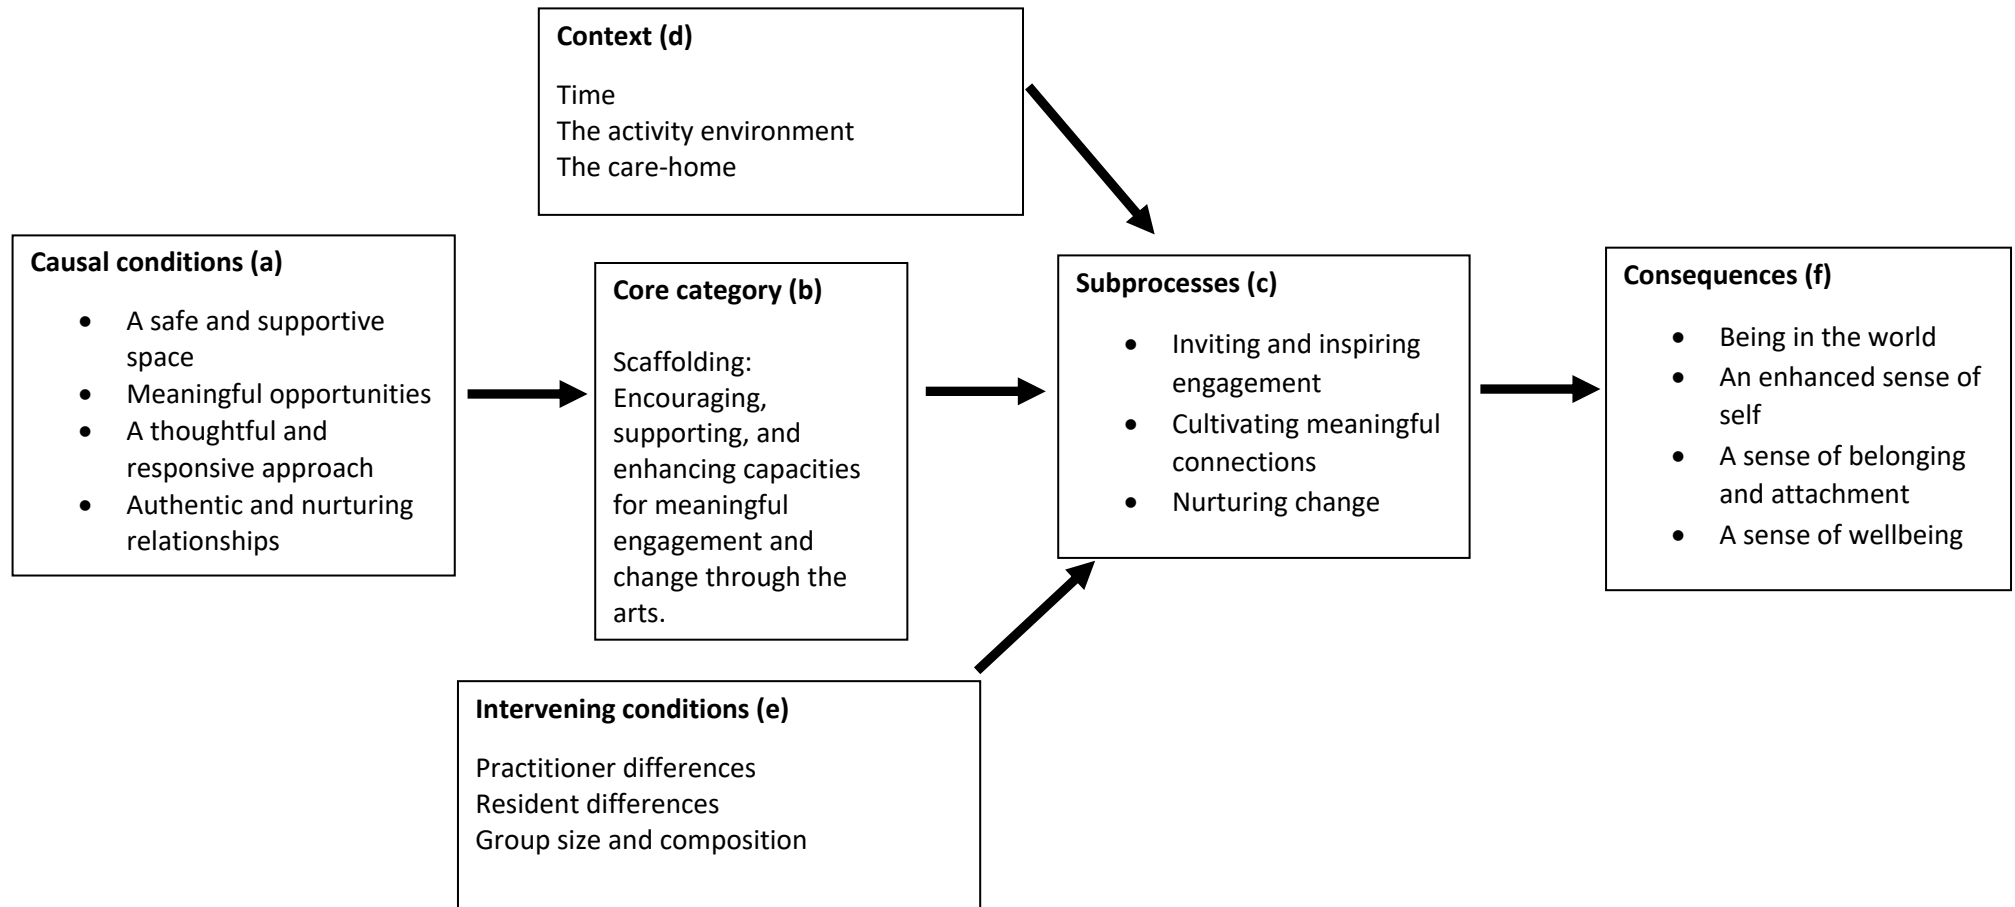 Context (d)
Time
The activity environment
The care-home
Causal conditions (a)
• A safe and supportive
space
• Meaningful opportunities
• A thoughtful and
responsive approach
• Authentic and nurturing
relationships
Core category (b)
Scaffolding:
Encouraging,
supporting, and
enhancing capacities
for meaningful
engagement and
change through the
arts.
Subprocesses (c)
• Inviting and inspiring
engagement
• Cultivating meaningful
connections
• Nurturing change
Consequences (f)
• Being in the world
• An enhanced sense of
self
• A sense of belonging
and attachment
• A sense of wellbeing
Intervening conditions (e)
Practitioner differences
Resident differences
Group size and composition